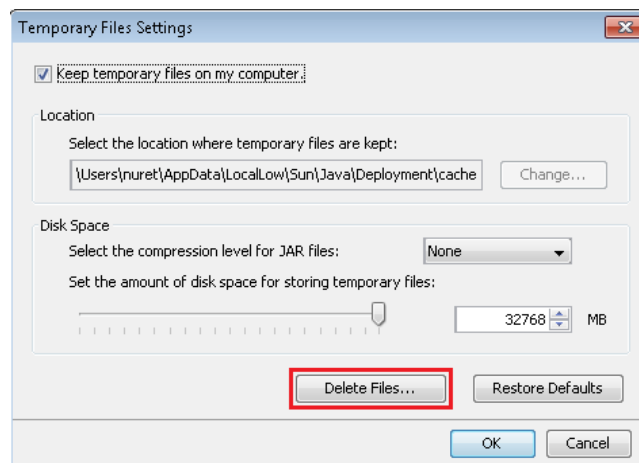 Temporary Files Settings
Keep temporary files on my computer.
Location
Select the location where temporary files are kept:
\Users\nuret\AppData\LocalLow\Sun\Java\Deployment\cache Change...
Disk Space
Select the compression level for JAR files: None
Set the amount of disk space for storing temporary files:
32768 MB
Delete Files... Restore Defaults
OK Cancel